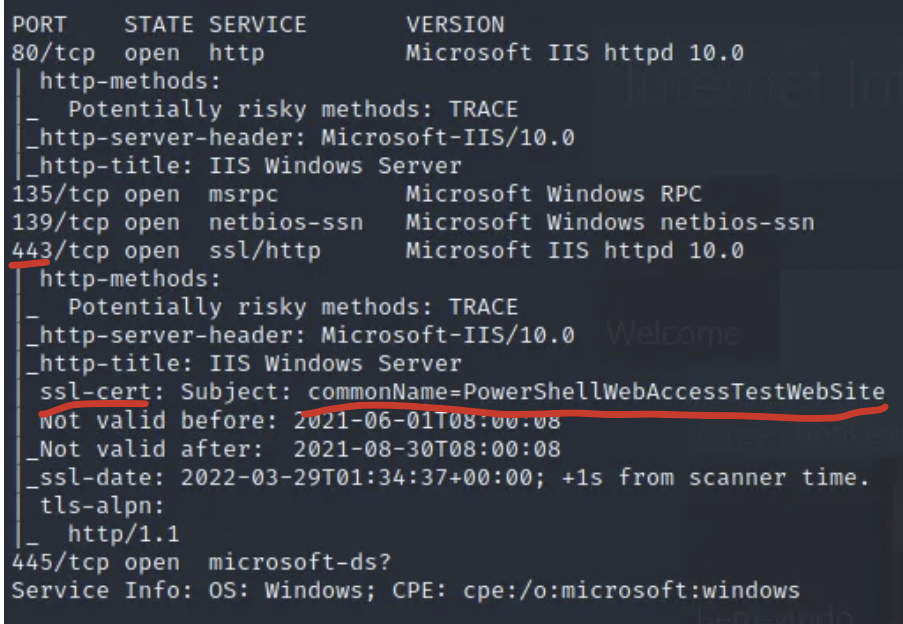 PORT    STATE SERVICE       VERSION
80/tcp  open  http          Microsoft IIS httpd 10.0
| http-methods:
|_  Potentially risky methods: TRACE
|_http-server-header: Microsoft-IIS/10.0
|_http-title: IIS Windows Server
135/tcp open  msrpc         Microsoft Windows RPC
139/tcp open  netbios-ssn   Microsoft Windows netbios-ssn
443/tcp open  ssl/http      Microsoft IIS httpd 10.0
| http-methods:
|_  Potentially risky methods: TRACE
|_http-server-header: Microsoft-IIS/10.0
|_http-title: IIS Windows Server
| ssl-cert: Subject: commonName=PowerShellWebAccessTestWebSite
| Not valid before: 2021-06-01T08:00:08
|_Not valid after:  2021-08-30T08:00:08
|_ssl-date: 2022-03-29T01:34:37+00:00; +1s from scanner time.
| tls-alpn:
|_  http/1.1
445/tcp open  microsoft-ds?
Service Info: OS: Windows; CPE: cpe:/o:microsoft:windows
Internet
Welcome